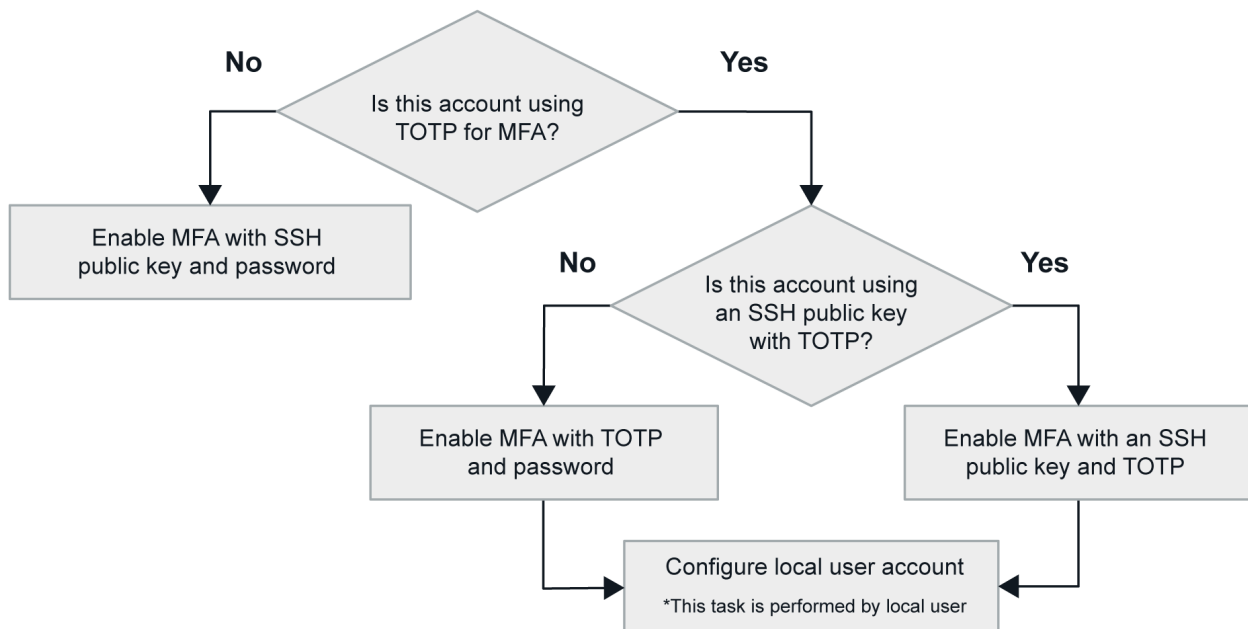 No
Yes
Is this account using
TOTP for MFA?
Enable MFA with SSH
public key and password
No
Yes
Is this account using
an SSH public key
with TOTP?
Enable MFA with TOTP
and password
Enable MFA with an SSH
public key and TOTP
Configure local user account
*This task is performed by local user